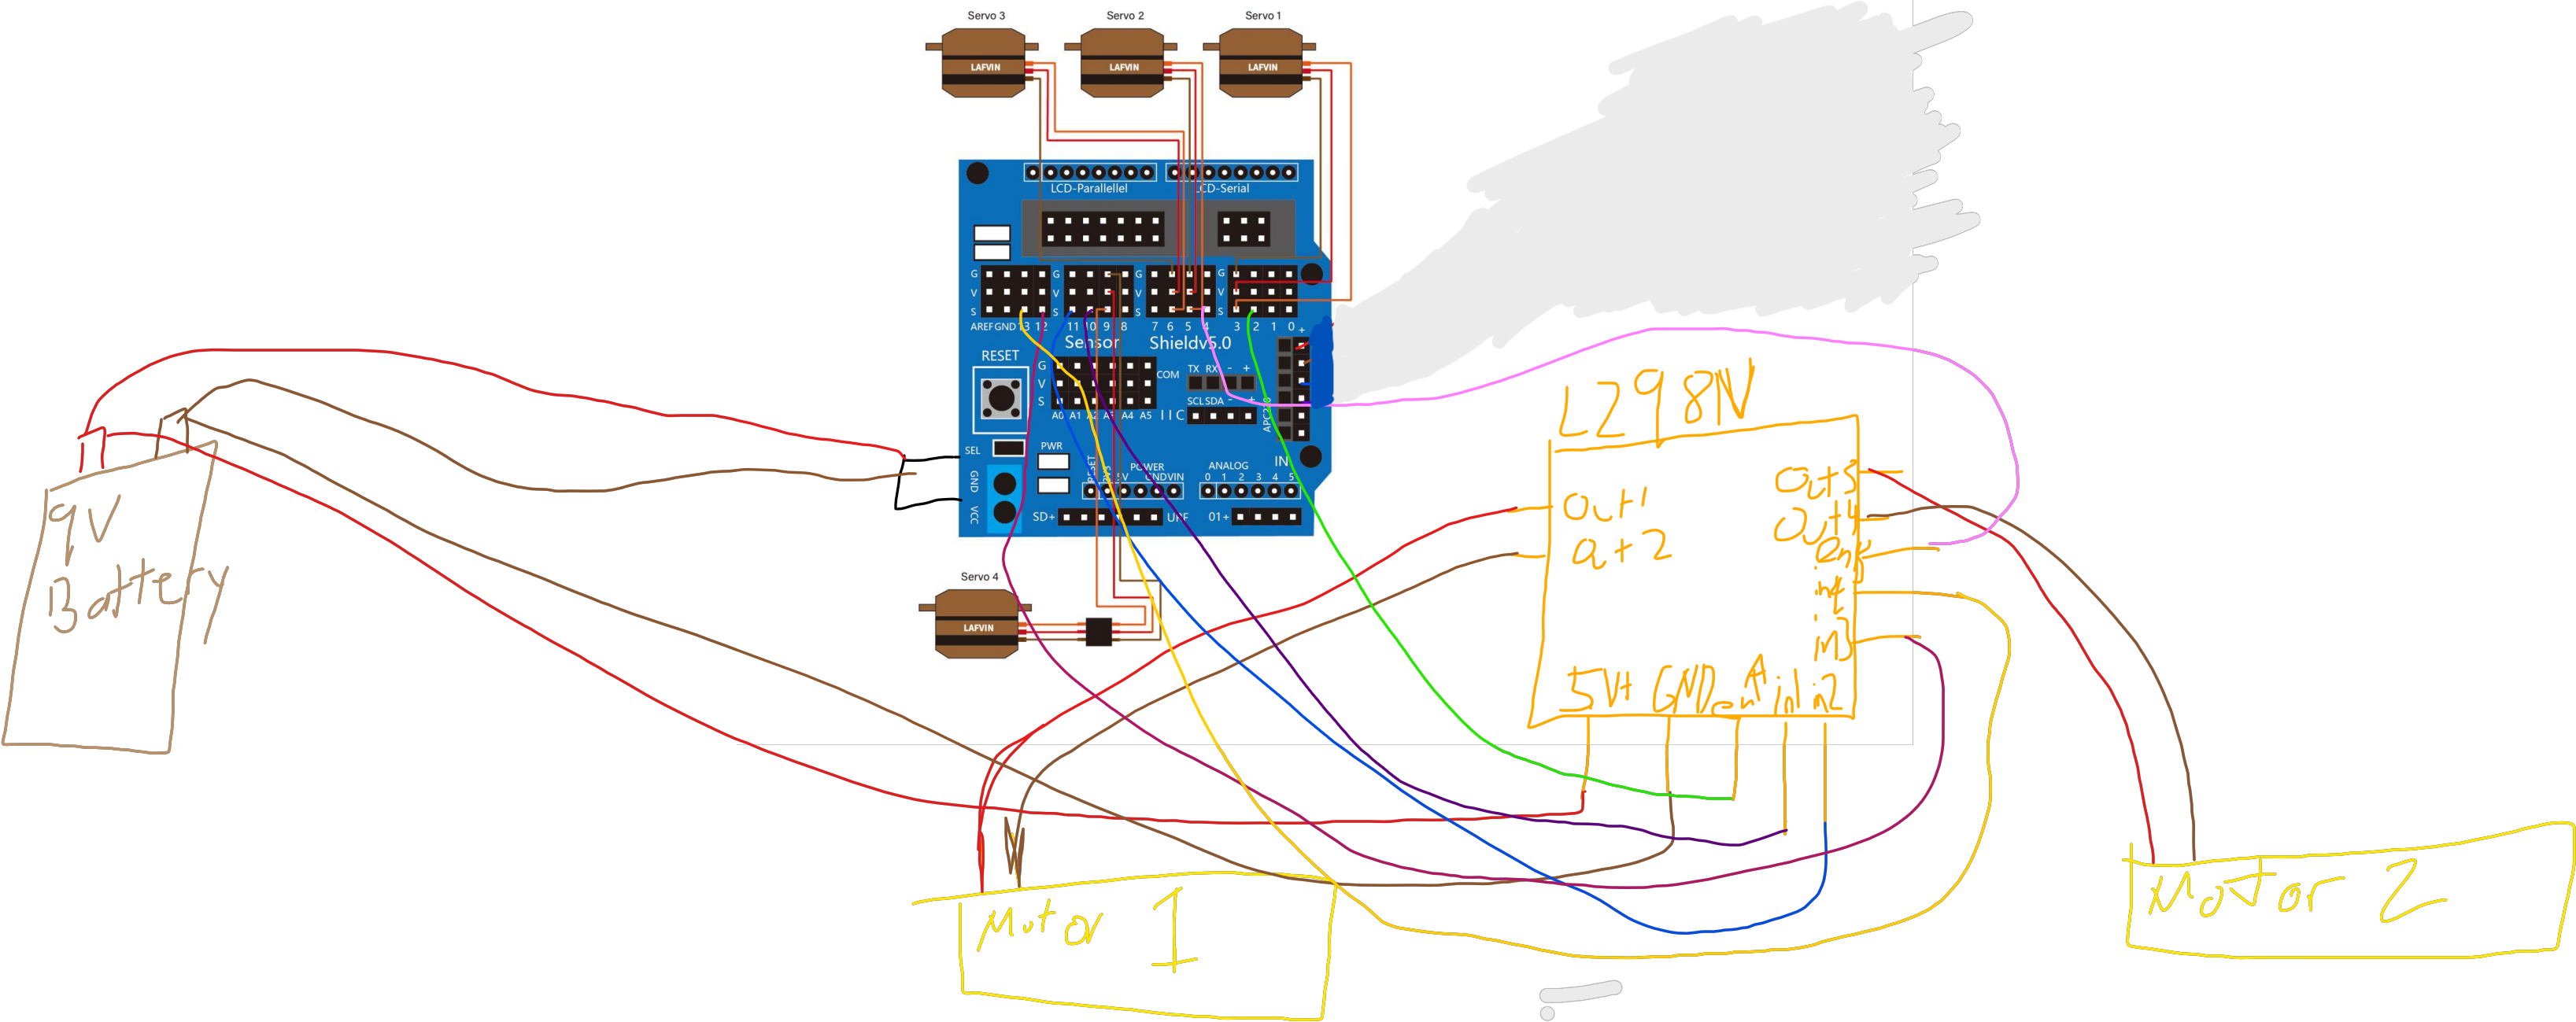 Servo 3 Servo 2 Servo 1
LAFVIN LAFVIN LAFVIN
LCD-Parallellel LCD-Serial
G G G G
V V V V
S S S S
AREF GND 13 12 11 10 9 8 7 6 5 4 3 2 1 0 +
Sensor Shieldv5.0
RESET
G
V
S
COM TX RX - +
SCL SDA - +
A0 A1 A2 A3 A4 A5 IIC
APC220
SEL PWR
GND
VCC
RESET POWER ANALOG IN
GND VIN 0 1 2 3 4 5
SD+ 01+
9V
Battery
L298N
Out1
Out3
Out4
in3
5V+ GND enA in1 in2
Servo 4
LAFVIN
Motor 1
Motor 2